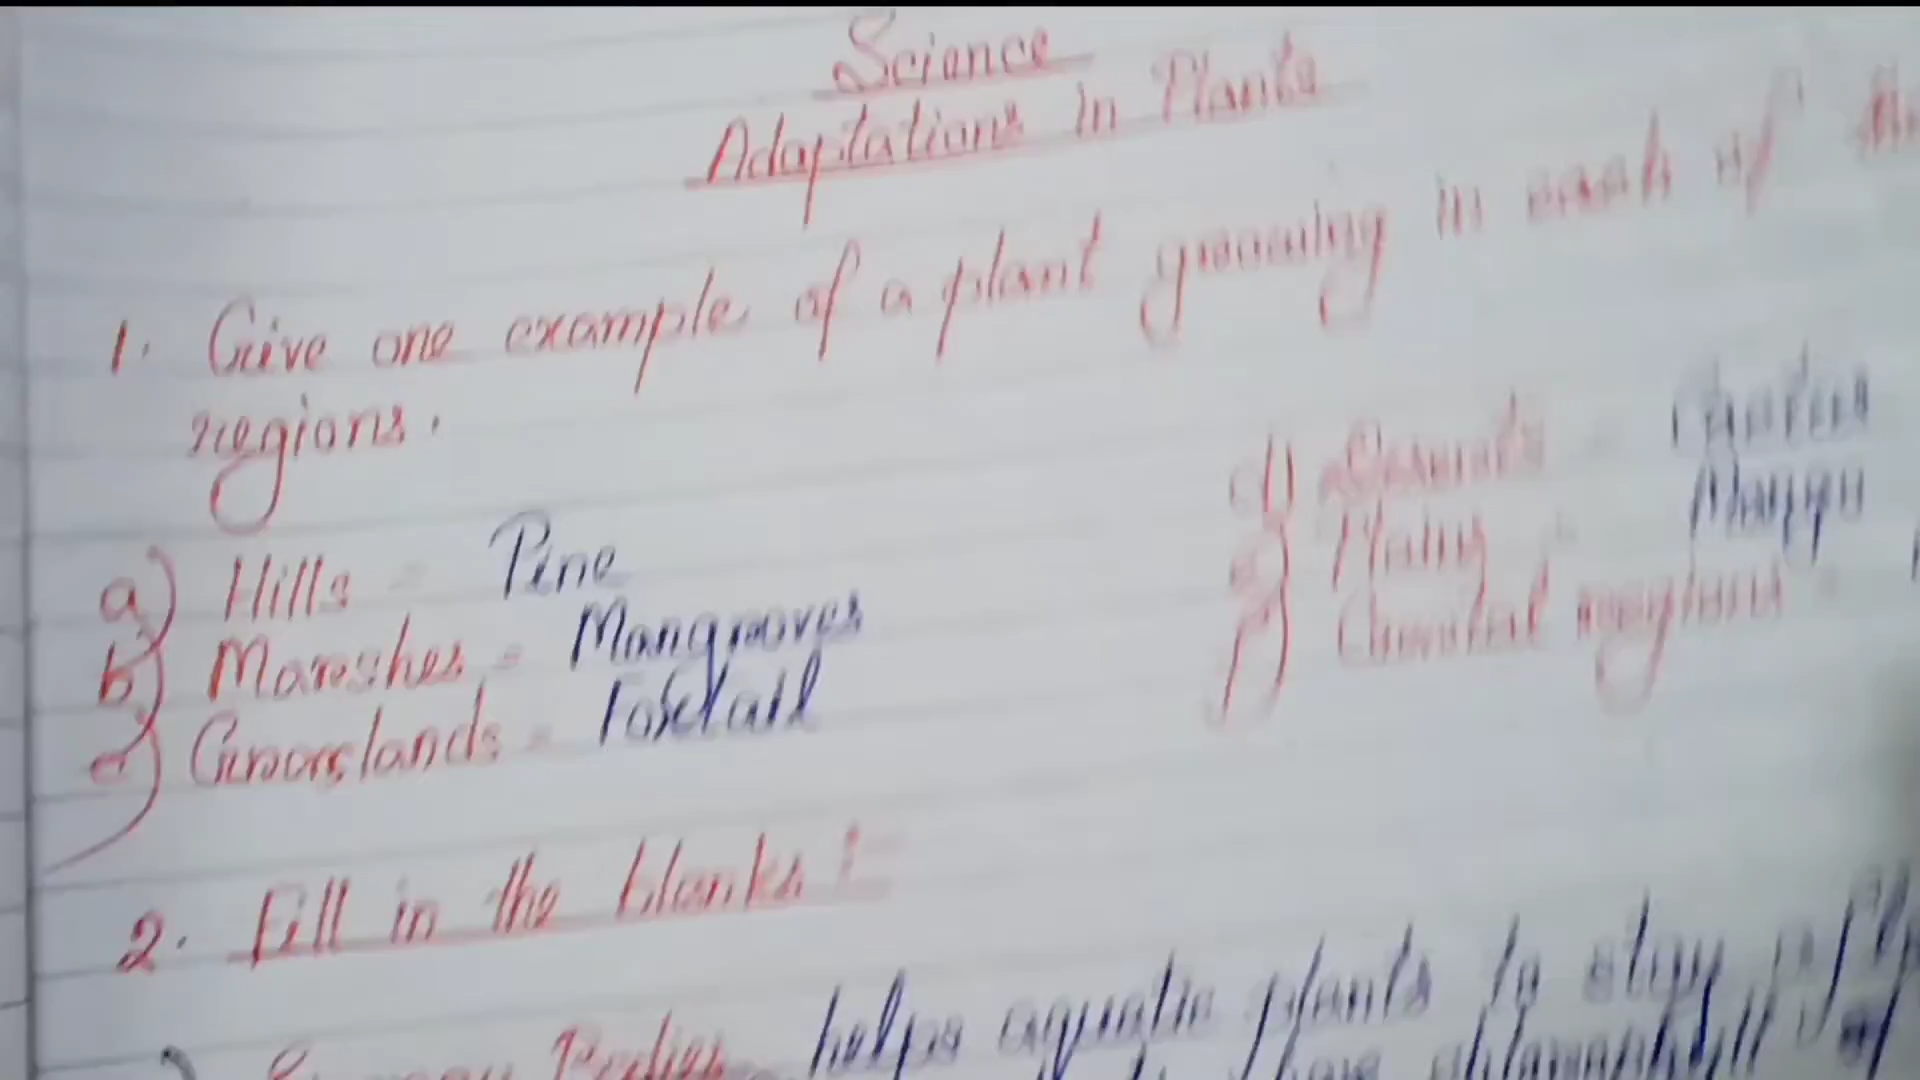 Science
Adaptations in Plants
1. Give one example of a plant growing in each of the
regions.
a) Hills = Pine
b) Marshes = Mangroves
c) Grasslands = Foxtail
d) Deserts = Cactus
e) Plains = Mango
f) Coastal regions =
2. Fill in the blanks :-
helps aquatic plants to stay
chlorophyll